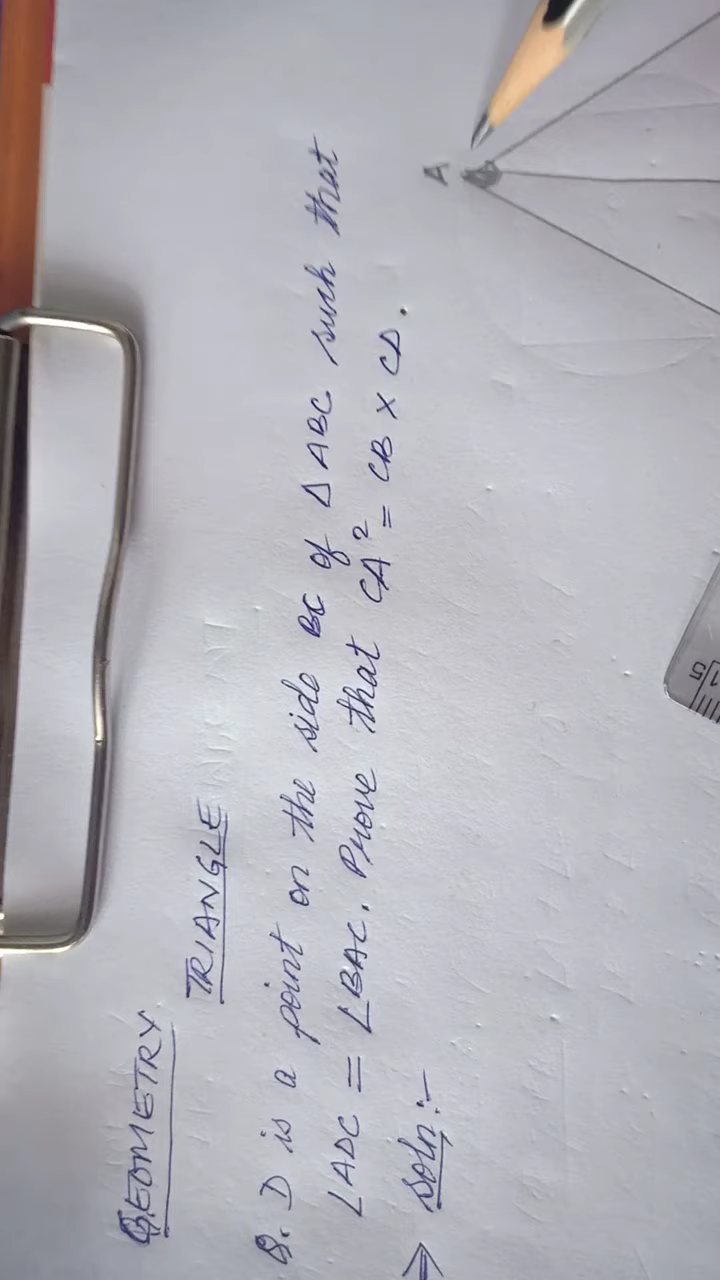 GEOMETRY
TRIANGLE
Q. D is a point on the side BC of △ABC such that
∠ADC = ∠BAC. Prove that CA² = CB × CD.
⇒ Soln:-
A
15